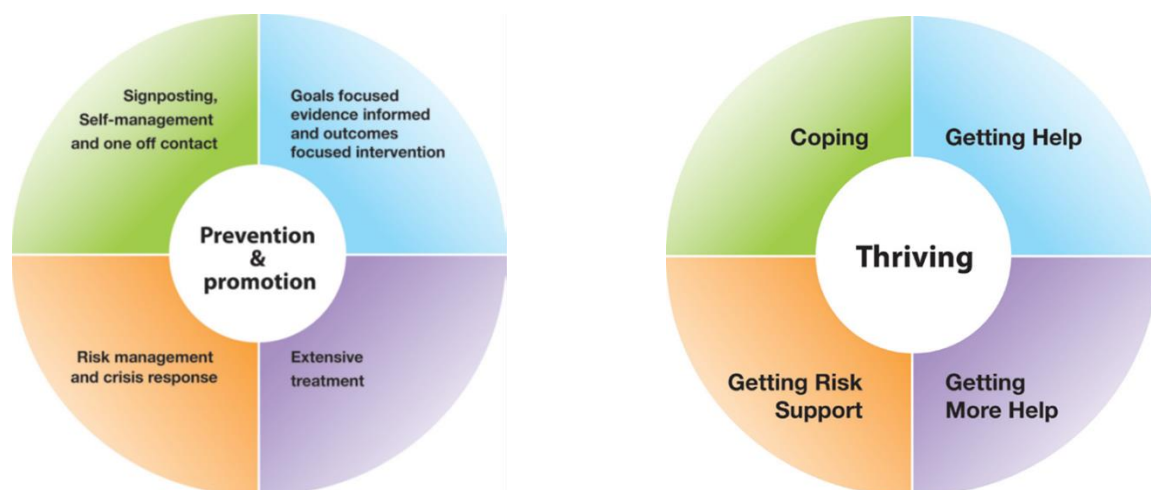 Signposting,
Self-management
and one off contact
Goals focused
evidence informed
and outcomes
focused intervention
Prevention
&
promotion
Risk management
and crisis response
Extensive
treatment
Coping
Getting Help
Thriving
Getting Risk
Support
Getting
More Help